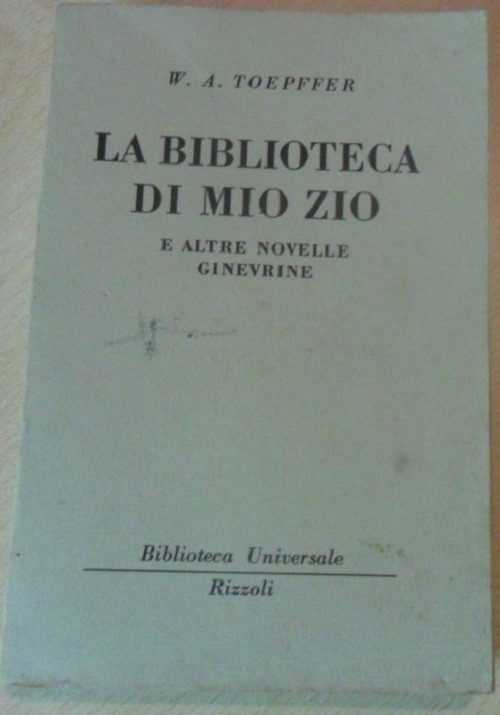 W. A. TOEPFFER
LA BIBLIOTECA
DI MIO ZIO
E ALTRE NOVELLE
GINEVRINE
Biblioteca Universale
Rizzoli